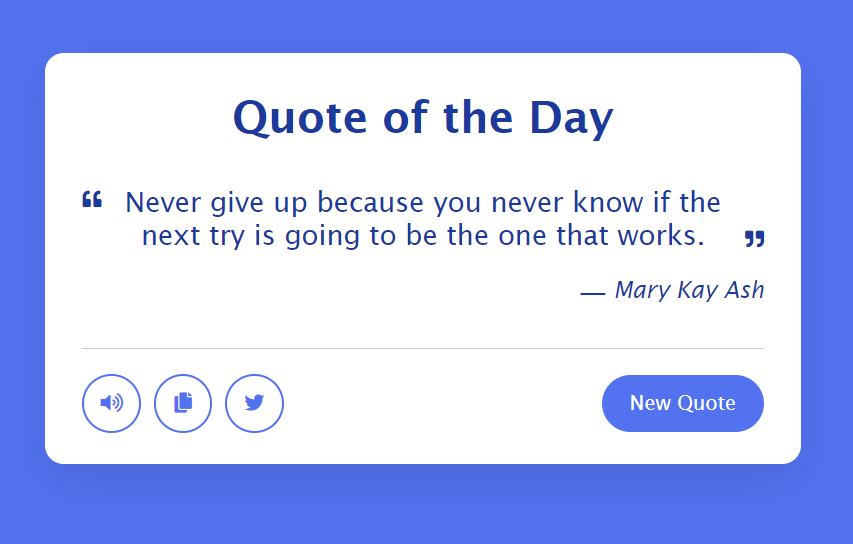 Quote of the Day
“ Never give up because you never know if the
next try is going to be the one that works. ”
— Mary Kay Ash
New Quote